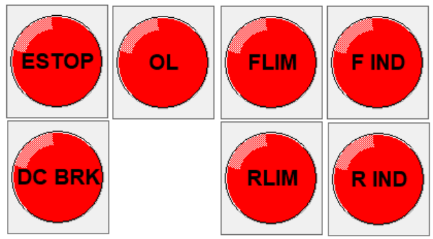 ESTOP OL FLIM F IND
DC BRK RLIM R IND